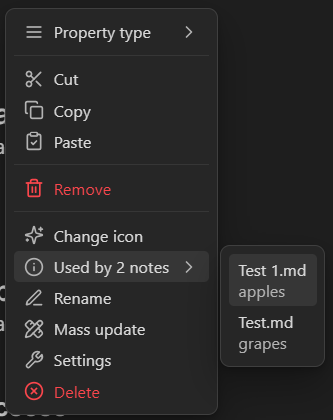 Property type
Cut
Copy
Paste
Remove
Change icon
Used by 2 notes
Test 1.md
apples
Test.md
grapes
Rename
Mass update
Settings
Delete